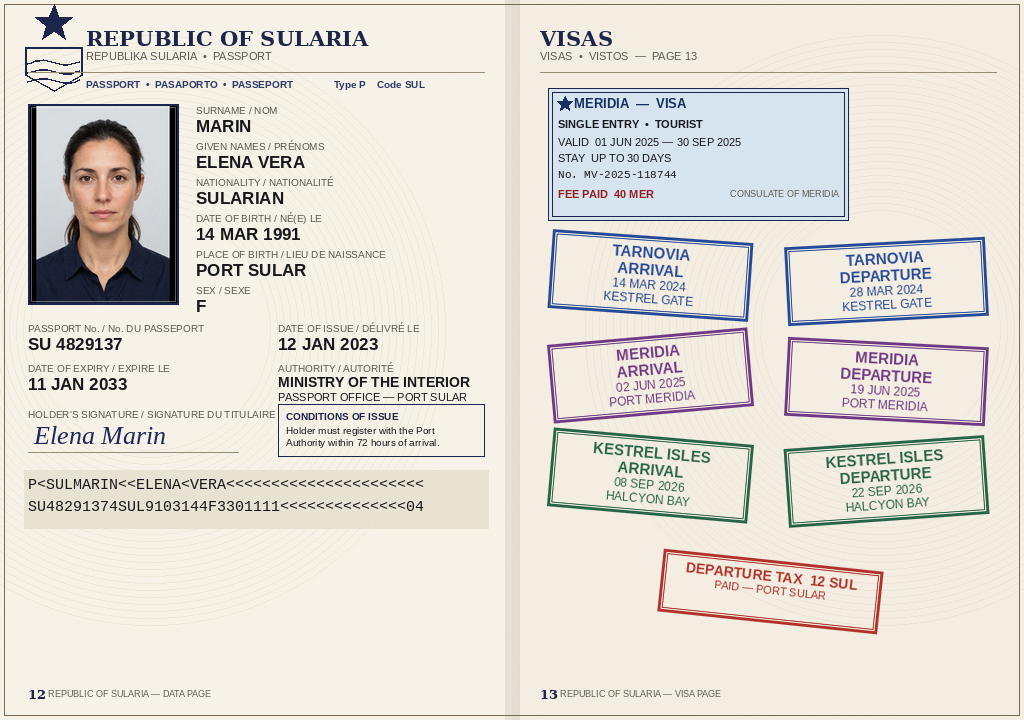 REPUBLIC OF SULARIA
REPUBLIKA SULARIA • PASSPORT
PASSPORT • PASAPORTO • PASSEPORT Type P Code SUL
SURNAME / NOM
MARIN
GIVEN NAMES / PRÉNOMS
ELENA VERA
NATIONALITY / NATIONALITÉ
SULARIAN
DATE OF BIRTH / NÉ(E) LE
14 MAR 1991
PLACE OF BIRTH / LIEU DE NAISSANCE
PORT SULAR
SEX / SEXE
F
PASSPORT No. / No. DU PASSEPORT
SU 4829137
DATE OF ISSUE / DÉLIVRÉ LE
12 JAN 2023
DATE OF EXPIRY / EXPIRE LE
11 JAN 2033
AUTHORITY / AUTORITÉ
MINISTRY OF THE INTERIOR
PASSPORT OFFICE — PORT SULAR
HOLDER'S SIGNATURE / SIGNATURE DU TITULAIRE
Elena Marin
CONDITIONS OF ISSUE
Holder must register with the Port
Authority within 72 hours of arrival.
P<SULMARIN<<ELENA<VERA<<<<<<<<<<<<<<<<<<<<<<
SU48291374SUL9103144F3301111<<<<<<<<<<<<<<04
12 REPUBLIC OF SULARIA — DATA PAGE
VISAS
VISAS • VISTOS — PAGE 13
MERIDIA — VISA
SINGLE ENTRY • TOURIST
VALID 01 JUN 2025 — 30 SEP 2025
STAY UP TO 30 DAYS
No. MV-2025-118744
FEE PAID 40 MER
CONSULATE OF MERIDIA
TARNOVIA
ARRIVAL
14 MAR 2024
KESTREL GATE
TARNOVIA
DEPARTURE
28 MAR 2024
KESTREL GATE
MERIDIA
ARRIVAL
02 JUN 2025
PORT MERIDIA
MERIDIA
DEPARTURE
19 JUN 2025
PORT MERIDIA
KESTREL ISLES
ARRIVAL
08 SEP 2026
HALCYON BAY
KESTREL ISLES
DEPARTURE
22 SEP 2026
HALCYON BAY
DEPARTURE TAX 12 SUL
PAID — PORT SULAR
13 REPUBLIC OF SULARIA — VISA PAGE